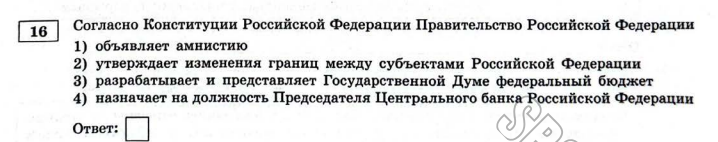 16 Согласно Конституции Российской Федерации Правительство Российской Федерации
1) объявляет амнистию
2) утверждает изменения границ между субъектами Российской Федерации
3) разрабатывает и представляет Государственной Думе федеральный бюджет
4) назначает на должность Председателя Центрального банка Российской Федерации
Ответ: